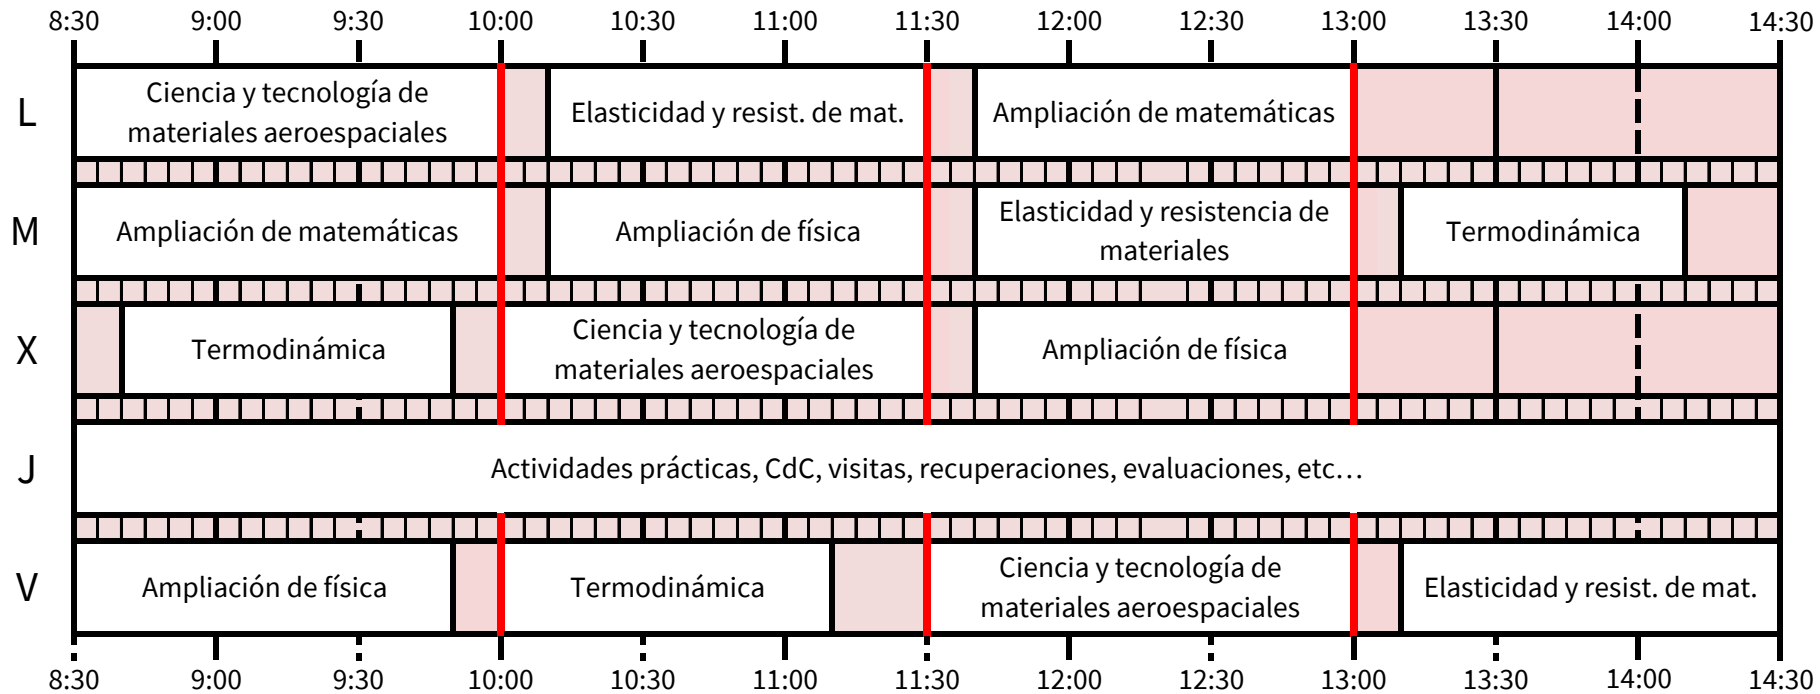 8:30 9:00 9:30 10:00 10:30 11:00 11:30 12:00 12:30 13:00 13:30 14:00 14:30
L
Ciencia y tecnología de
materiales aeroespaciales
Elasticidad y resist. de mat.
Ampliación de matemáticas
M
Ampliación de matemáticas
Ampliación de física
Elasticidad y resistencia de
materiales
Termodinámica
X
Termodinámica
Ciencia y tecnología de
materiales aeroespaciales
Ampliación de física
J
Actividades prácticas, CdC, visitas, recuperaciones, evaluaciones, etc…
V
Ampliación de física
Termodinámica
Ciencia y tecnología de
materiales aeroespaciales
Elasticidad y resist. de mat.
8:30 9:00 9:30 10:00 10:30 11:00 11:30 12:00 12:30 13:00 13:30 14:00 14:30